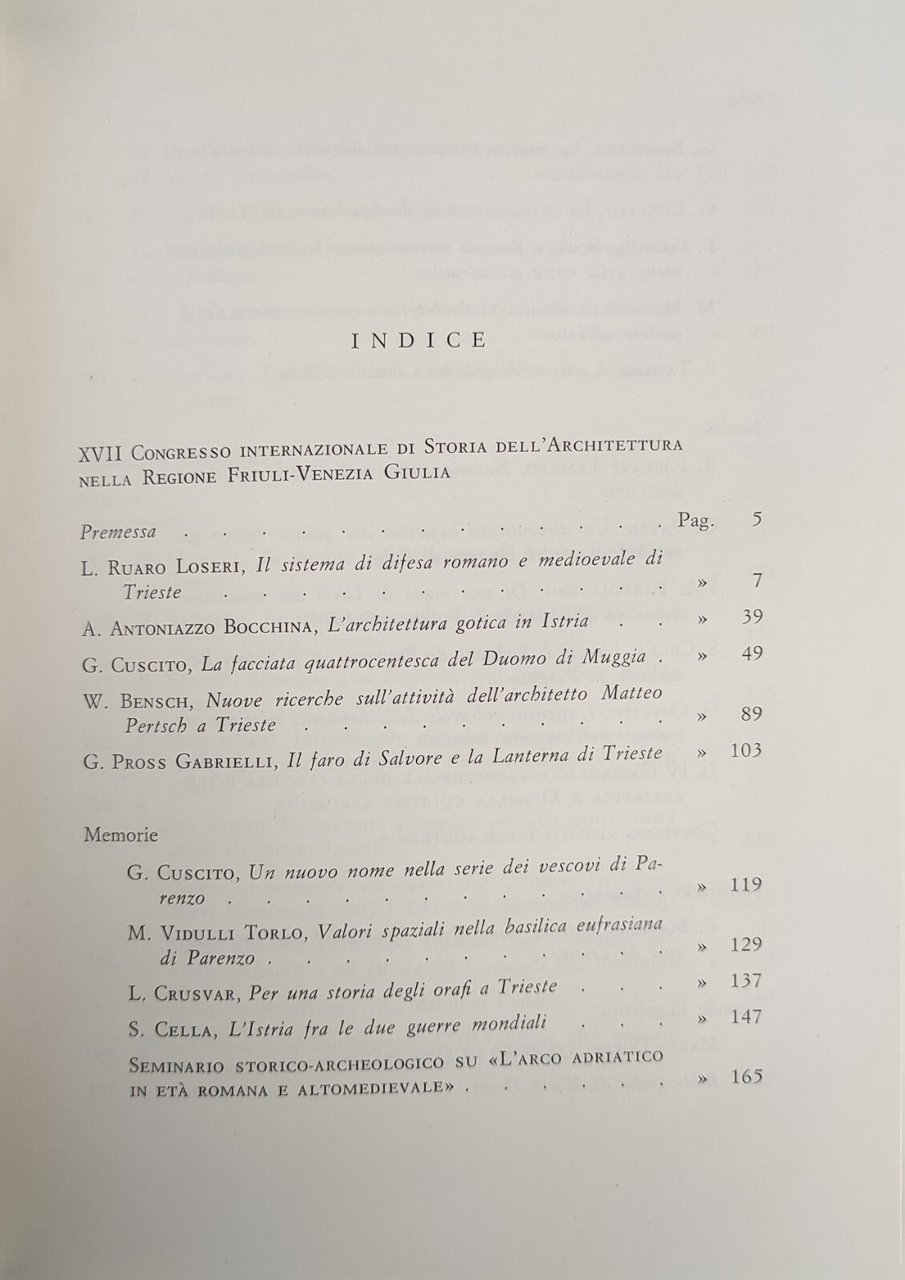 INDICE
XVII Congresso internazionale di Storia dell'Architettura
nella Regione Friuli-Venezia Giulia
Premessa . . . . . . . . . . . . . Pag. 5
L. Ruaro Loseri, Il sistema di difesa romano e medioevale di
Trieste . . . . . . . . . . . . » 7
A. Antoniazzo Bocchina, L'architettura gotica in Istria . . » 39
G. Cuscito, La facciata quattrocentesca del Duomo di Muggia . » 49
W. Bensch, Nuove ricerche sull'attività dell'architetto Matteo
Pertsch a Trieste . . . . . . . . . . » 89
G. Pross Gabrielli, Il faro di Salvore e la Lanterna di Trieste » 103
Memorie
G. Cuscito, Un nuovo nome nella serie dei vescovi di Pa-
renzo . . . . . . . . . . . . » 119
M. Vidulli Torlo, Valori spaziali nella basilica eufrasiana
di Parenzo . . . . . . . . . . . » 129
L. Crusvar, Per una storia degli orafi a Trieste . . . » 137
S. Cella, L'Istria fra le due guerre mondiali . . . » 147
Seminario storico-archeologico su «L'arco adriatico
in età romana e altomedievale» . . . . . . » 165